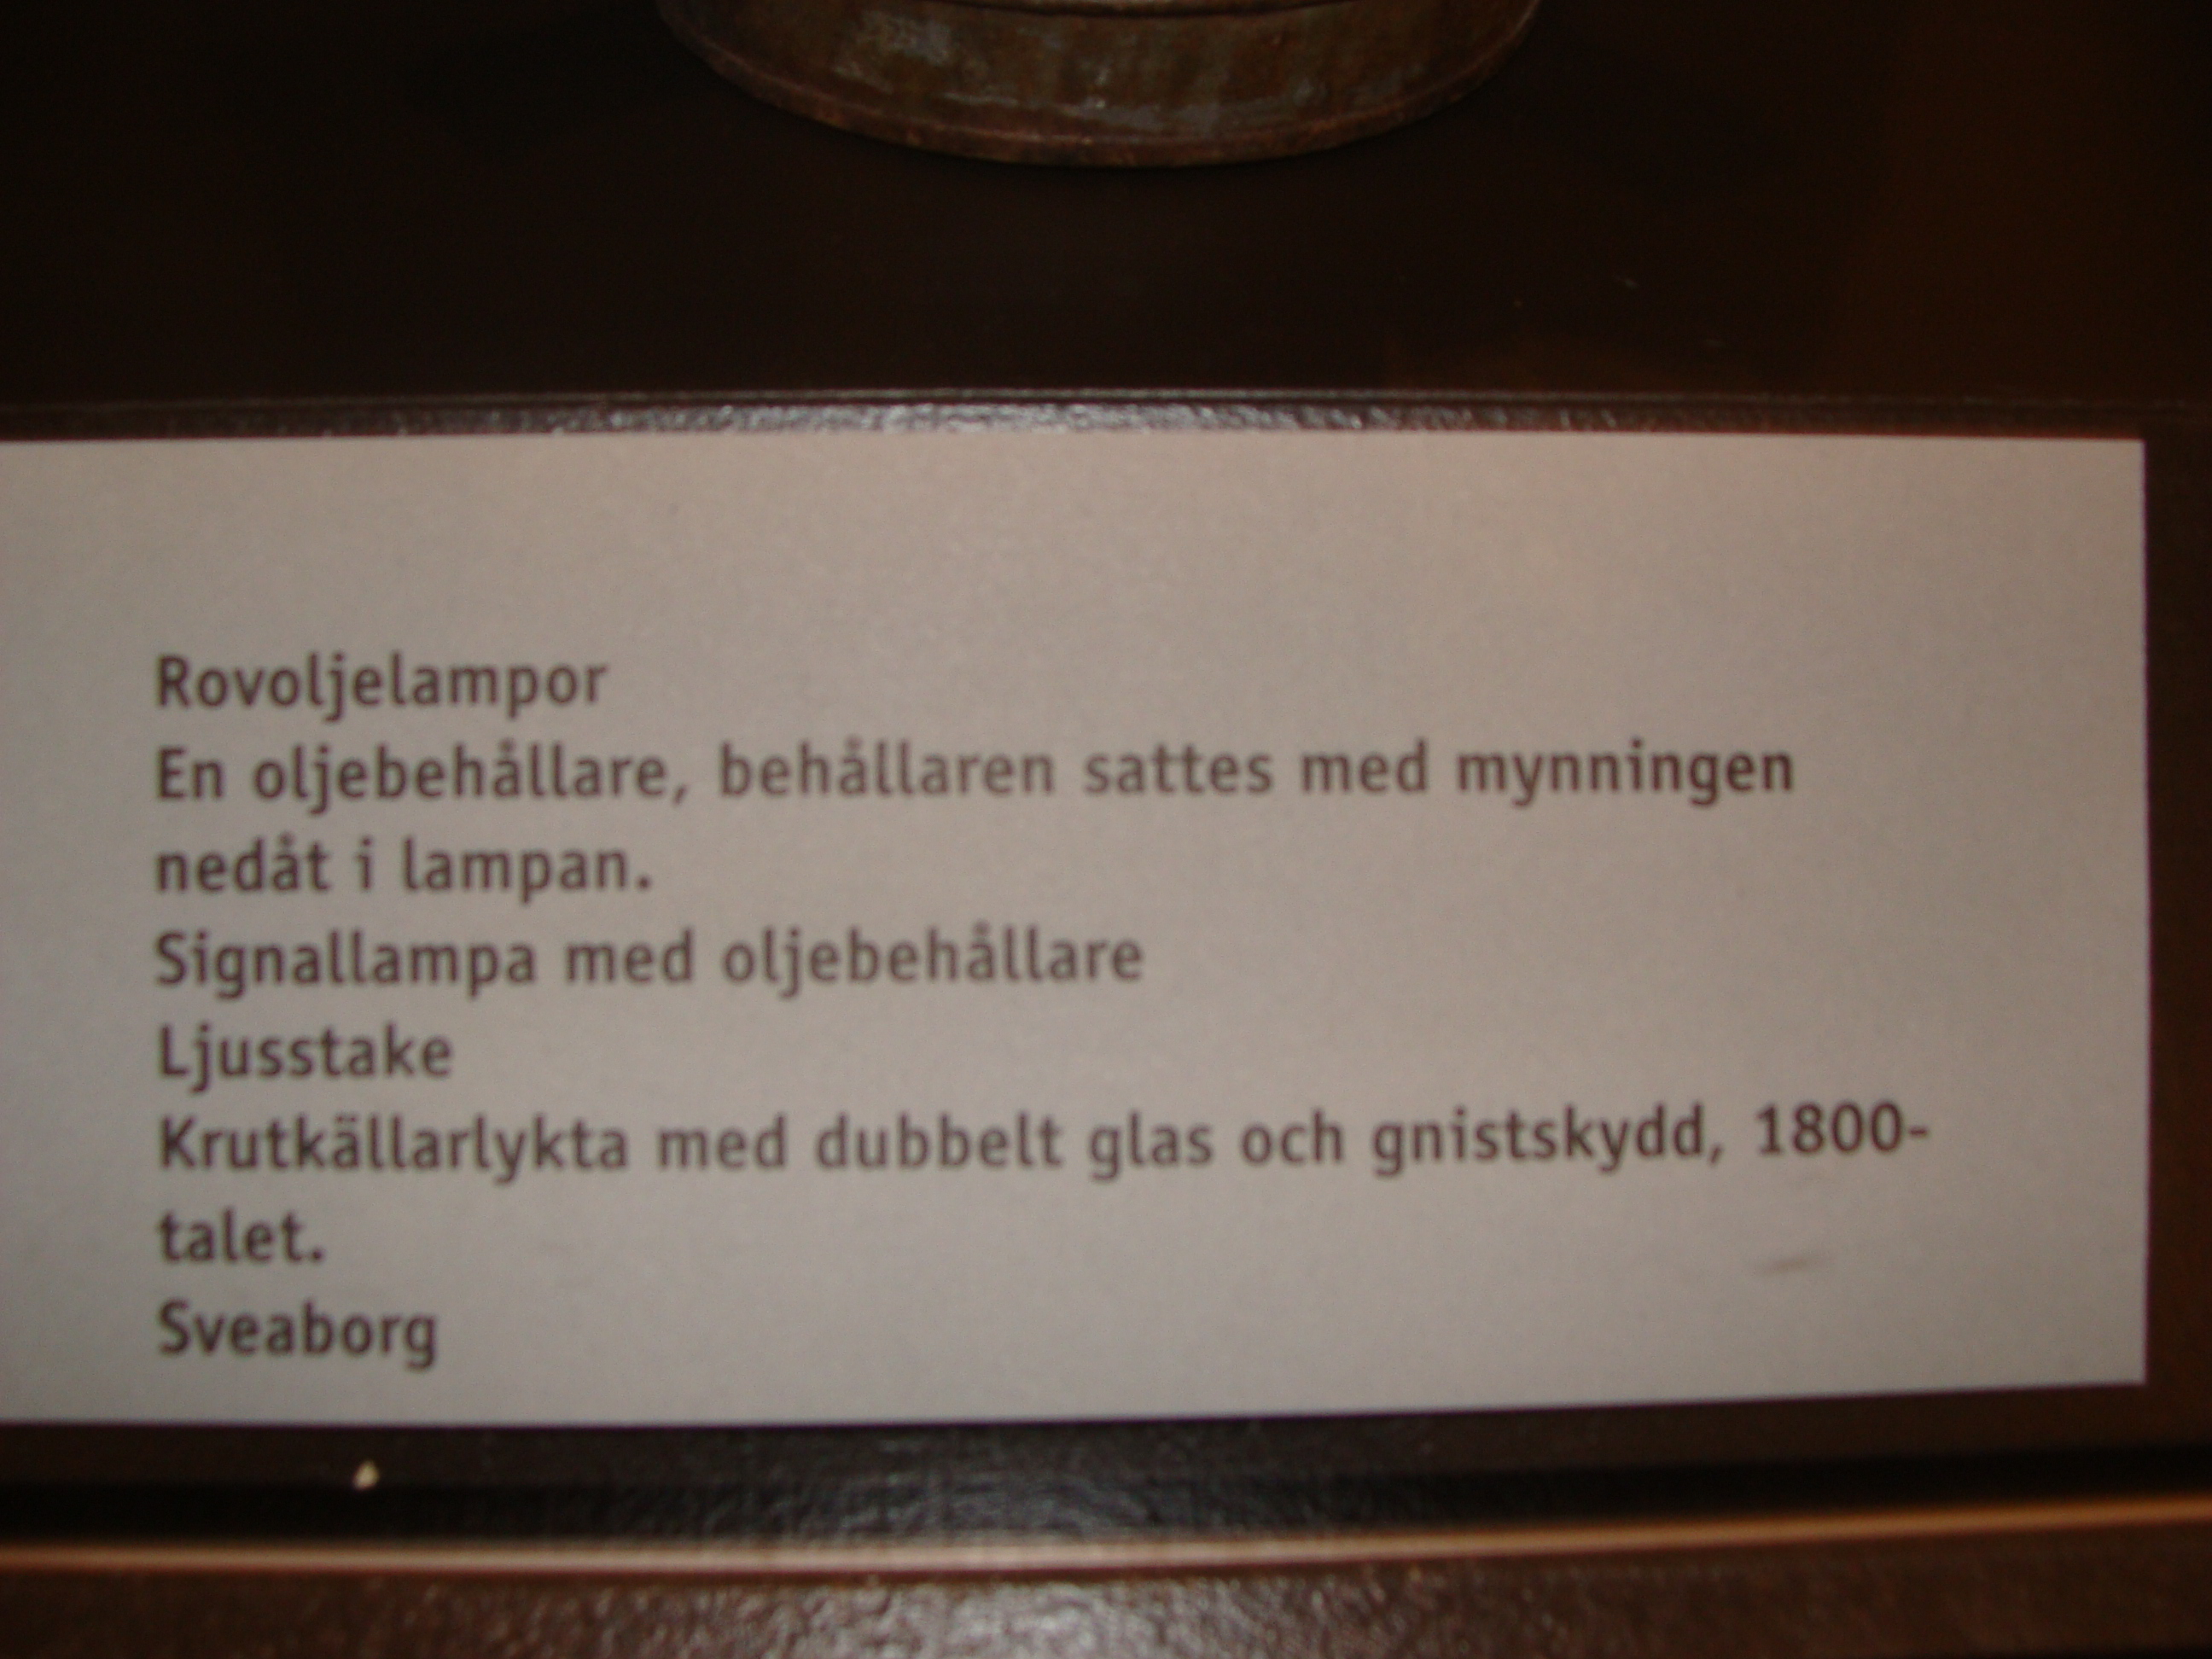 Rovoljelampor
En oljebehållare, behållaren sattes med mynningen
nedåt i lampan.
Signallampa med oljebehållare
Ljusstake
Krutkällarlykta med dubbelt glas och gnistskydd, 1800-
talet.
Sveaborg